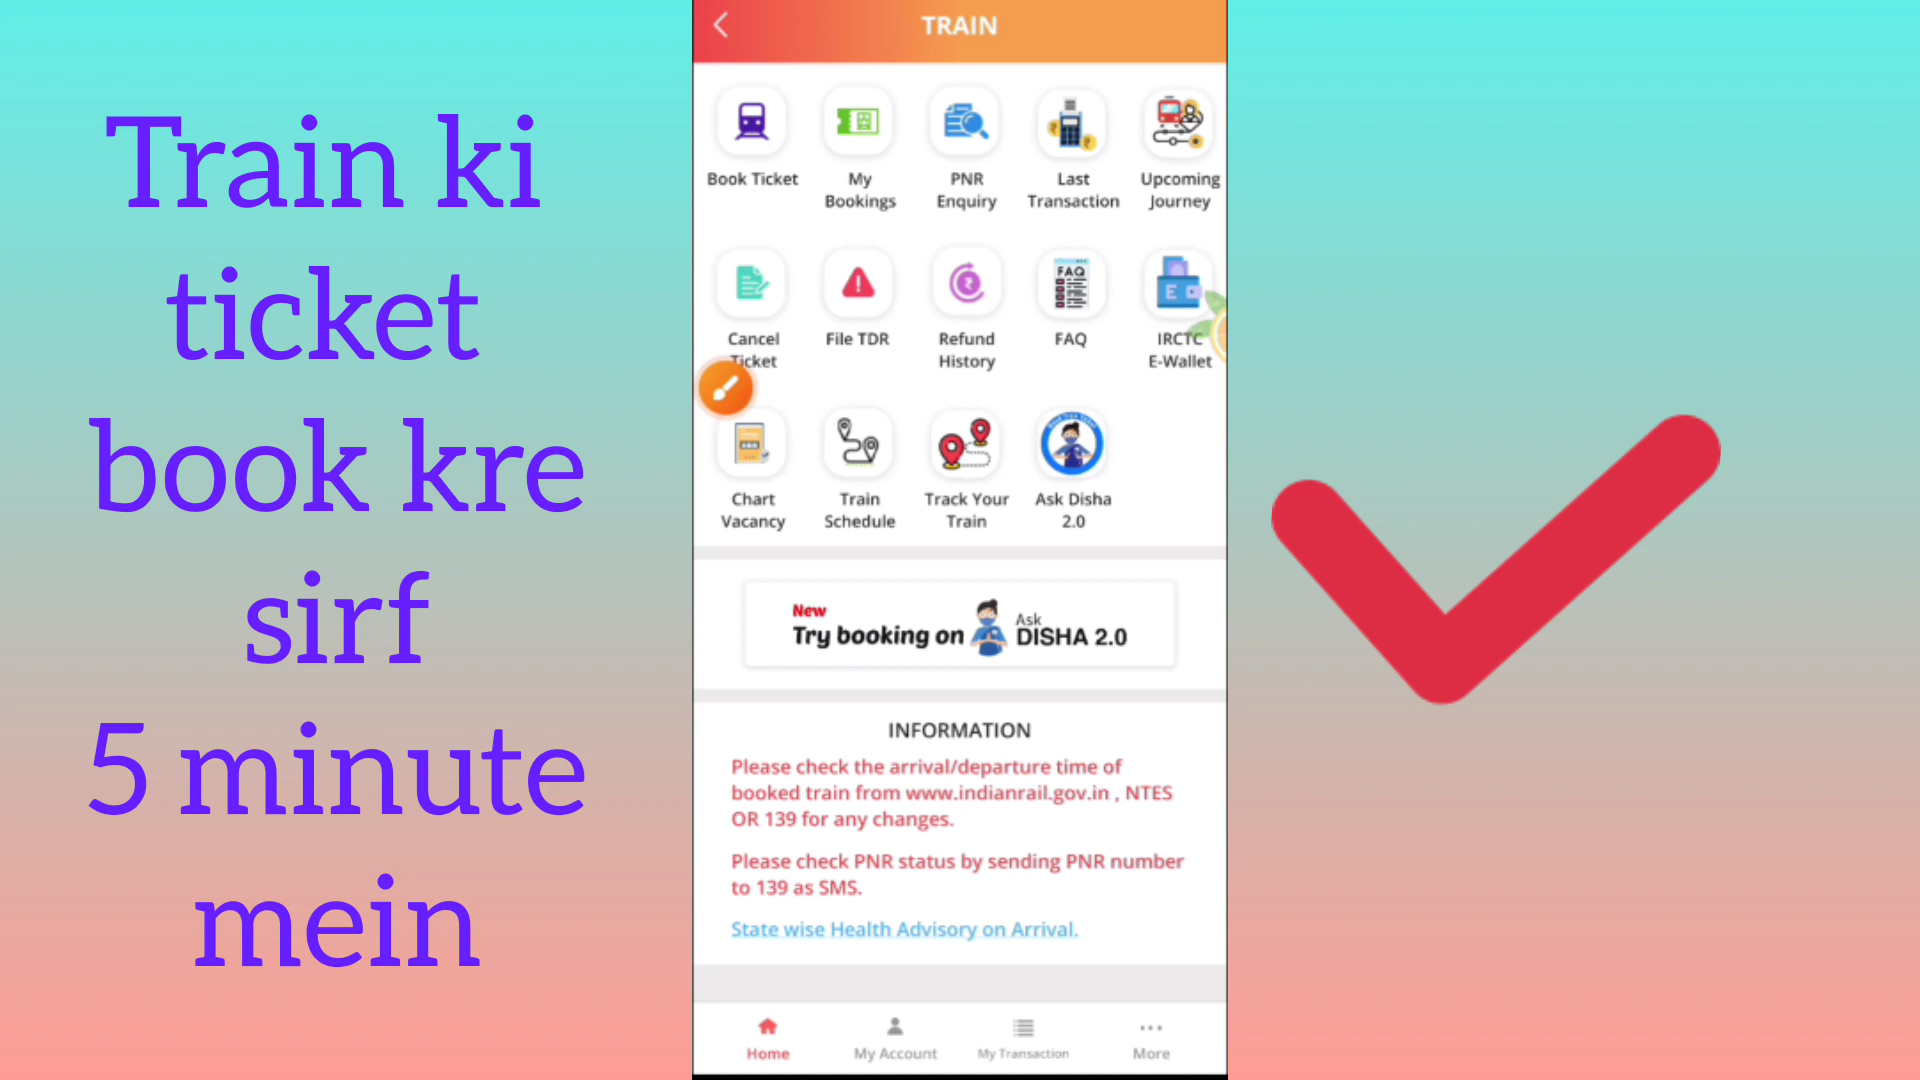 Train ki
ticket
book kre
sirf
5 minute
mein
TRAIN
Book Ticket
My
Bookings
PNR
Enquiry
Last
Transaction
Upcoming
Journey
Cancel
Ticket
File TDR
Refund
History
FAQ
FAQ
E
IRCTC
E-Wallet
Chart
Vacancy
Train
Schedule
Track Your
Train
Ask Disha
2.0
New
Try booking on
Ask
DISHA 2.0
INFORMATION
Please check the arrival/departure time of
booked train from www.indianrail.gov.in , NTES
OR 139 for any changes.
Please check PNR status by sending PNR number
to 139 as SMS.
State wise Health Advisory on Arrival.
Home
My Account
My Transaction
More